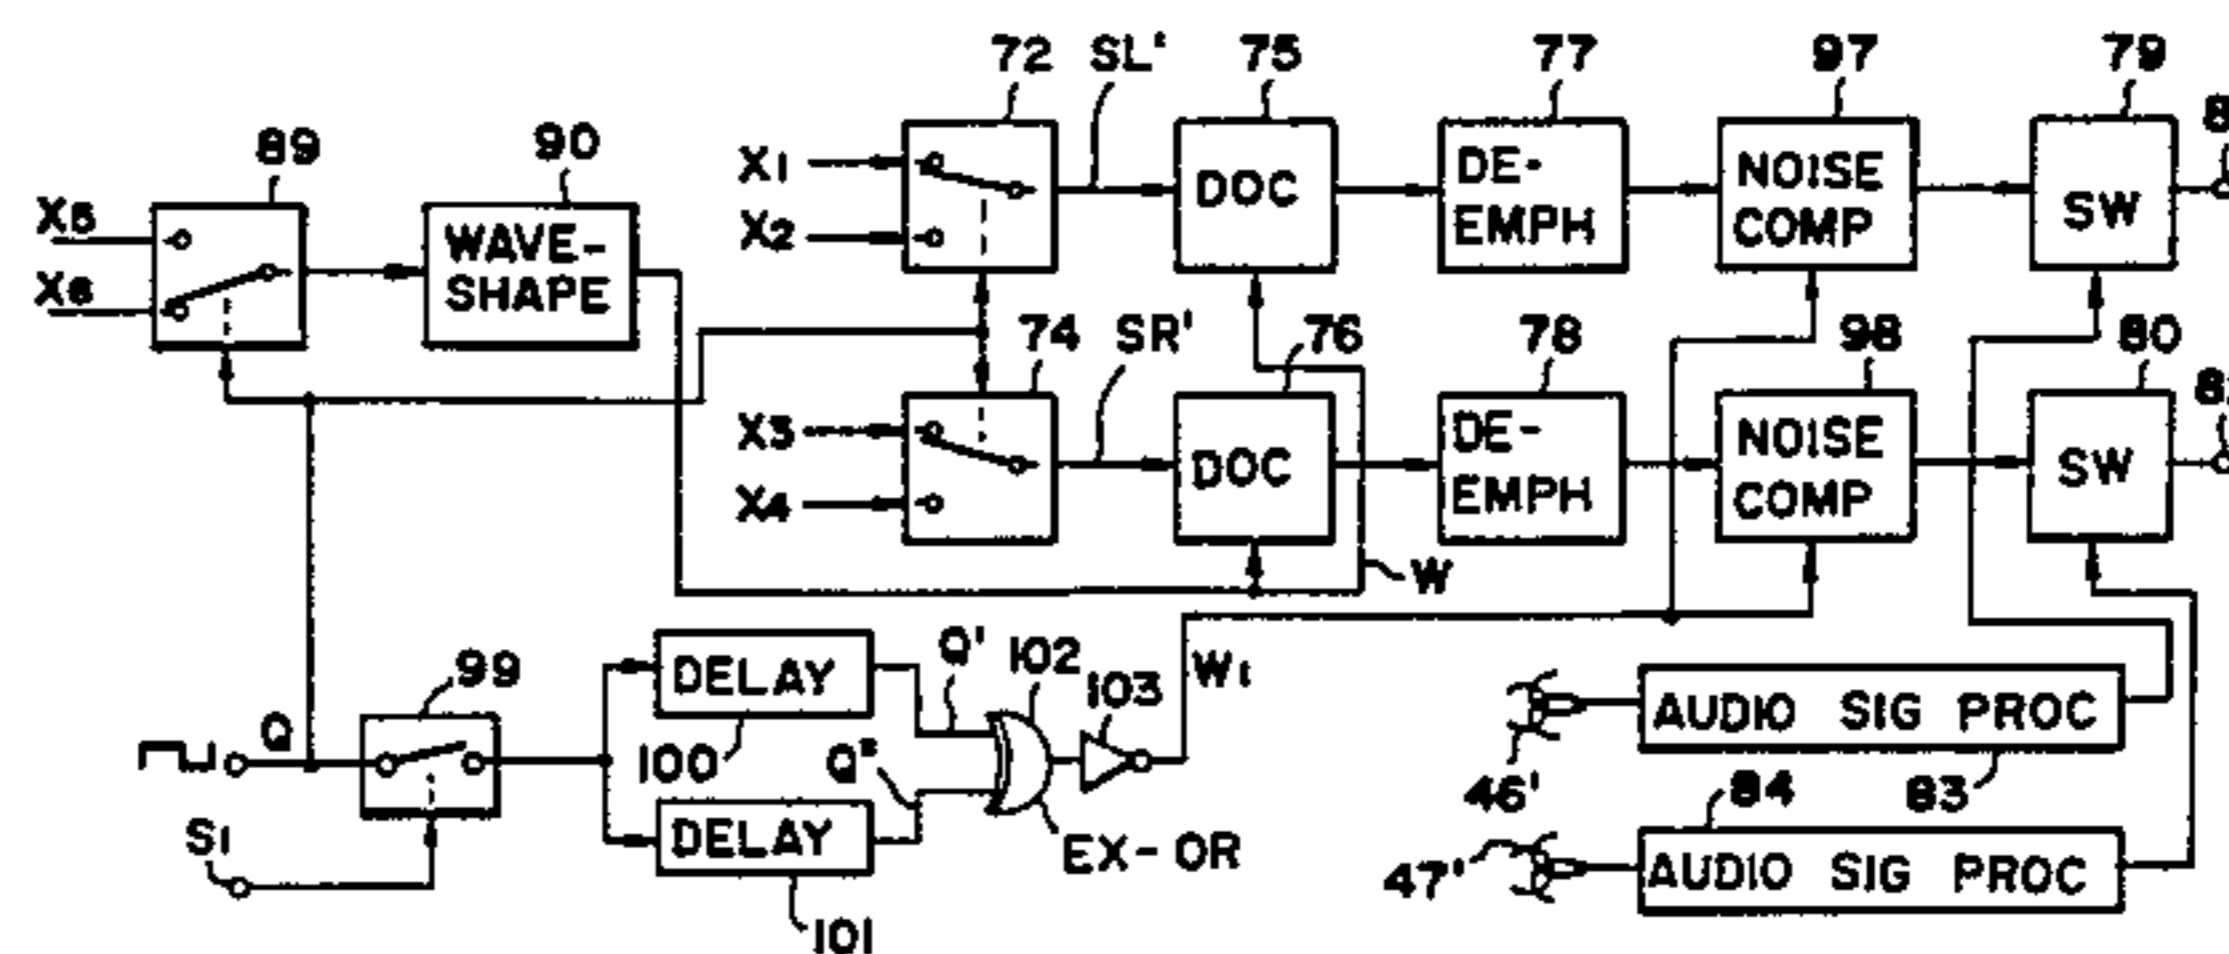 72 SL' 75 77 97 79
89 90
X1
X2
DOC
DE-
EMPH
NOISE
COMP
SW
X5
X6
WAVE-
SHAPE
74 SR' 76 78 98 80
X3
X4
DOC
DE-
EMPH
NOISE
COMP
SW
W
99
Q
S1
DELAY
100
DELAY
101
Q'
Q"
102
103
EX-OR
W1
46'
AUDIO SIG PROC
83
84
47'
AUDIO SIG PROC